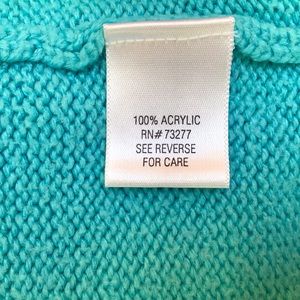 100% ACRYLIC
RN# 73277
SEE REVERSE
FOR CARE